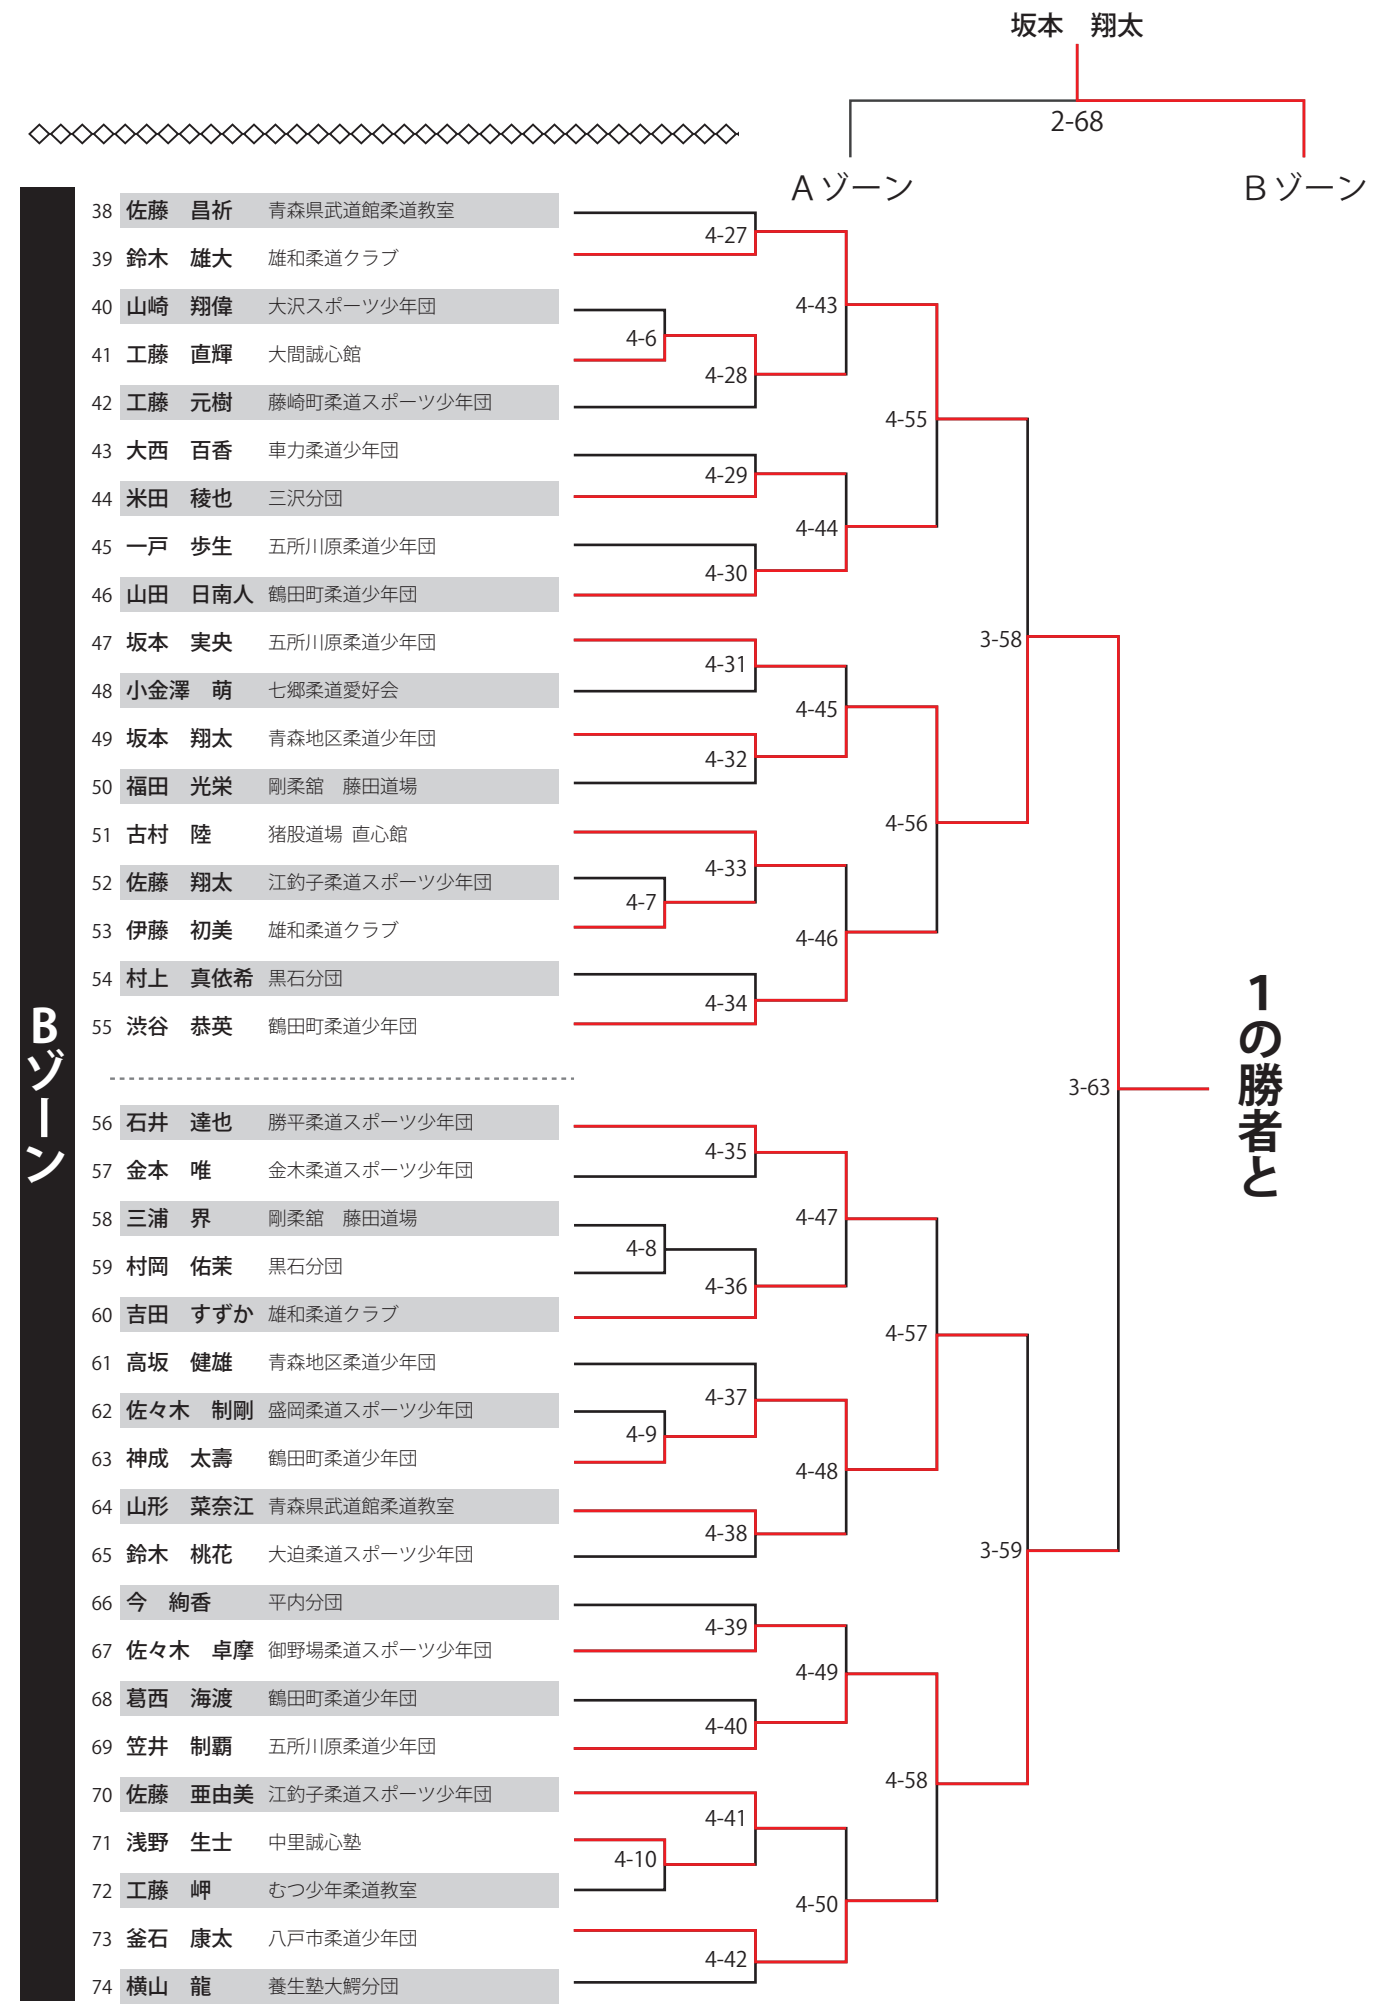 坂本　翔太
2-68
A ゾーン
B ゾーン
Bゾーン
38 佐藤　昌祈 青森県武道館柔道教室
39 鈴木　雄大 雄和柔道クラブ
40 山崎　翔偉 大沢スポーツ少年団
41 工藤　直輝 大間誠心館
42 工藤　元樹 藤崎町柔道スポーツ少年団
43 大西　百香 車力柔道少年団
44 米田　稜也 三沢分団
45 一戸　歩生 五所川原柔道少年団
46 山田　日南人 鶴田町柔道少年団
47 坂本　実央 五所川原柔道少年団
48 小金澤　萌 七郷柔道愛好会
49 坂本　翔太 青森地区柔道少年団
50 福田　光栄 剛柔舘　藤田道場
51 古村　陸 猪股道場 直心館
52 佐藤　翔太 江釣子柔道スポーツ少年団
53 伊藤　初美 雄和柔道クラブ
54 村上　真依希 黒石分団
55 渋谷　恭英 鶴田町柔道少年団
56 石井　達也 勝平柔道スポーツ少年団
57 金本　唯 金木柔道スポーツ少年団
58 三浦　界 剛柔舘　藤田道場
59 村岡　佑茉 黒石分団
60 吉田　すずか 雄和柔道クラブ
61 高坂　健雄 青森地区柔道少年団
62 佐々木　制剛 盛岡柔道スポーツ少年団
63 神成　太壽 鶴田町柔道少年団
64 山形　菜奈江 青森県武道館柔道教室
65 鈴木　桃花 大迫柔道スポーツ少年団
66 今　絢香 平内分団
67 佐々木　卓摩 御野場柔道スポーツ少年団
68 葛西　海渡 鶴田町柔道少年団
69 笠井　制覇 五所川原柔道少年団
70 佐藤　亜由美 江釣子柔道スポーツ少年団
71 浅野　生士 中里誠心塾
72 工藤　岬 むつ少年柔道教室
73 釜石　康太 八戸市柔道少年団
74 横山　龍 養生塾大鰐分団
4-6
4-7
4-8
4-9
4-10
4-27
4-28
4-29
4-30
4-31
4-32
4-33
4-34
4-35
4-36
4-37
4-38
4-39
4-40
4-41
4-42
4-43
4-44
4-45
4-46
4-47
4-48
4-49
4-50
4-55
4-56
4-57
4-58
3-58
3-59
3-63
1の勝者と